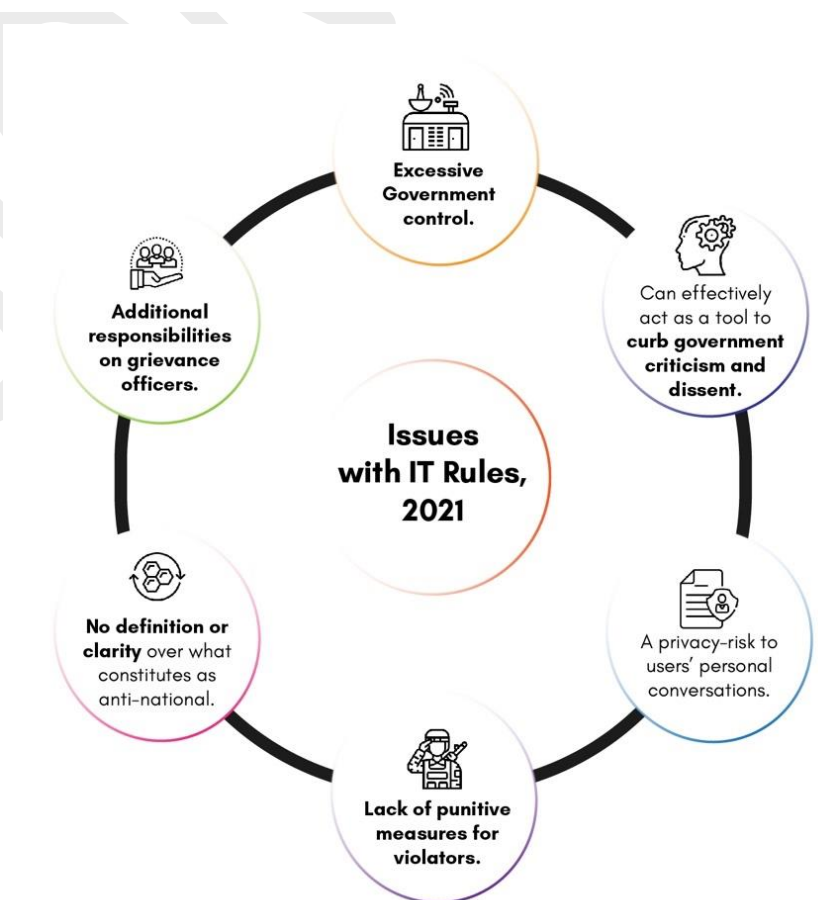 Excessive
Government
control.
Can effectively
act as a tool to
curb government
criticism and
dissent.
A privacy-risk to
users' personal
conversations.
Lack of punitive
measures for
violators.
No definition or
clarity over what
constitutes as
anti-national.
Additional
responsibilities
on grievance
officers.
Issues
with IT Rules,
2021